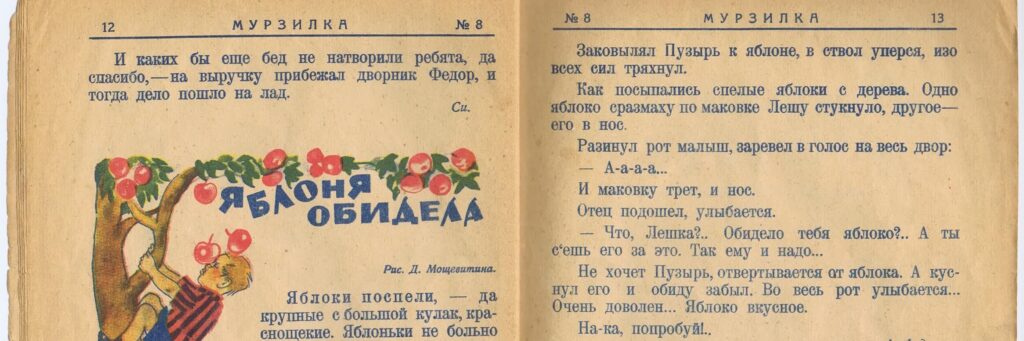 12 МУРЗИЛКА № 8
И каких бы еще бед не натворили ребята, да
спасибо,—на выручку прибежал дворник Федор, и
тогда дело пошло на лад.
Си.
ЯБЛОНЯ
ОБИДЕЛА
Рис. Д. Мощевитина.
Яблоки поспели, — да
крупные с большой кулак, кра-
снощекие. Яблоньки не больно
№ 8 МУРЗИЛКА 13
Заковылял Пузырь к яблоне, в ствол уперся, изо
всех сил тряхнул.
Как посыпались спелые яблоки с дерева. Одно
яблоко сразмаху по маковке Лешу стукнуло, другое—
его в нос.
Разинул рот малыш, заревел в голос на весь двор:
— А-а-а-а...
И маковку трет, и нос.
Отец подошел, улыбается.
— Что, Лешка?.. Обидело тебя яблоко?.. А ты
с'ешь его за это. Так ему и надо...
Не хочет Пузырь, отвертывается от яблока. А кус-
нул его и обиду забыл. Во весь рот улыбается...
Очень доволен... Яблоко вкусное.
На-ка, попробуй!..